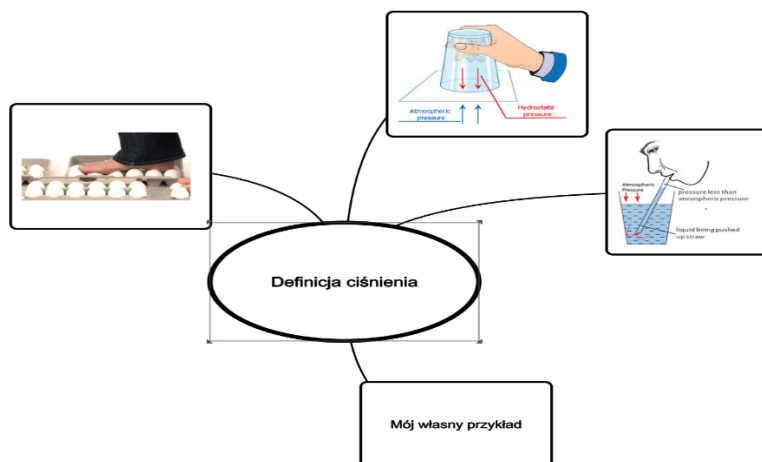 Atmospheric
pressure
Hydrostatic
pressure
Atmospheric
Pressure
pressure less than
atmospheric pressure
liquid being pushed
up straw
Definicja ciśnienia
Mój własny przykład